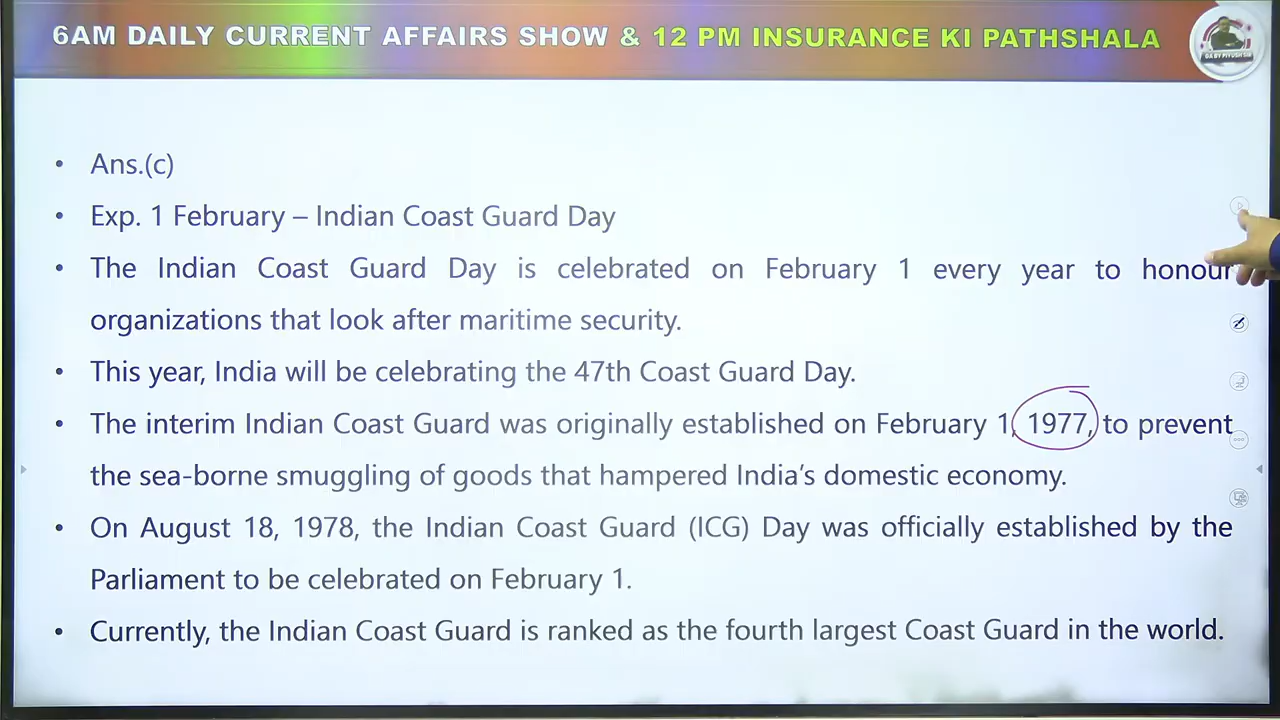 6AM DAILY CURRENT AFFAIRS SHOW & 12 PM INSURANCE KI PATHSHALA
GA BY PIYUSH SIR
• Ans.(c)
• Exp. 1 February – Indian Coast Guard Day
• The Indian Coast Guard Day is celebrated on February 1 every year to honour
organizations that look after maritime security.
• This year, India will be celebrating the 47th Coast Guard Day.
• The interim Indian Coast Guard was originally established on February 1, 1977, to prevent
the sea-borne smuggling of goods that hampered India's domestic economy.
• On August 18, 1978, the Indian Coast Guard (ICG) Day was officially established by the
Parliament to be celebrated on February 1.
• Currently, the Indian Coast Guard is ranked as the fourth largest Coast Guard in the world.